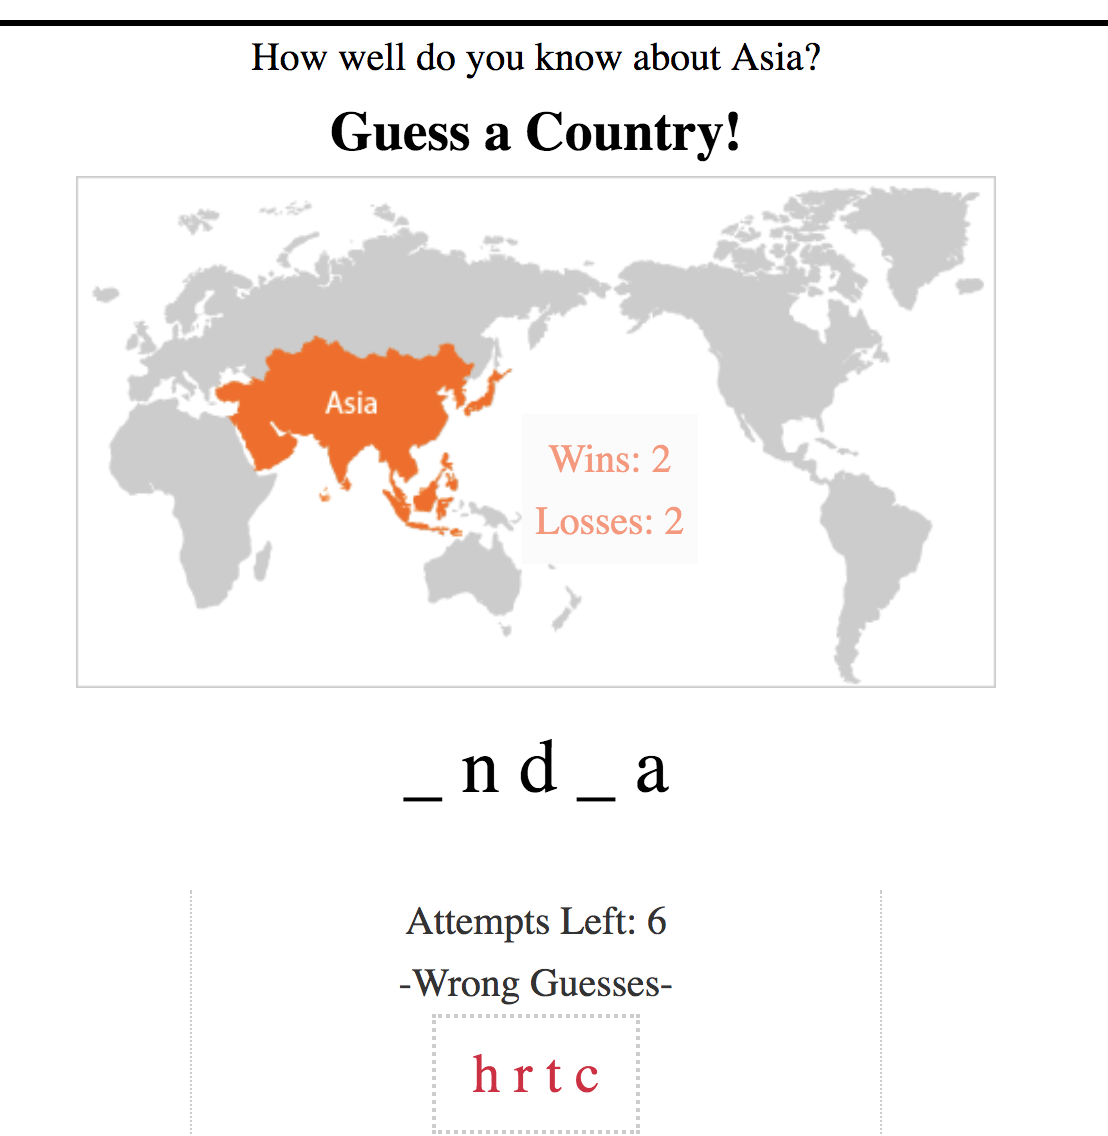 How well do you know about Asia?
Guess a Country!
Asia
Wins: 2
Losses: 2
_ n d _ a
Attempts Left: 6
-Wrong Guesses-
h r t c